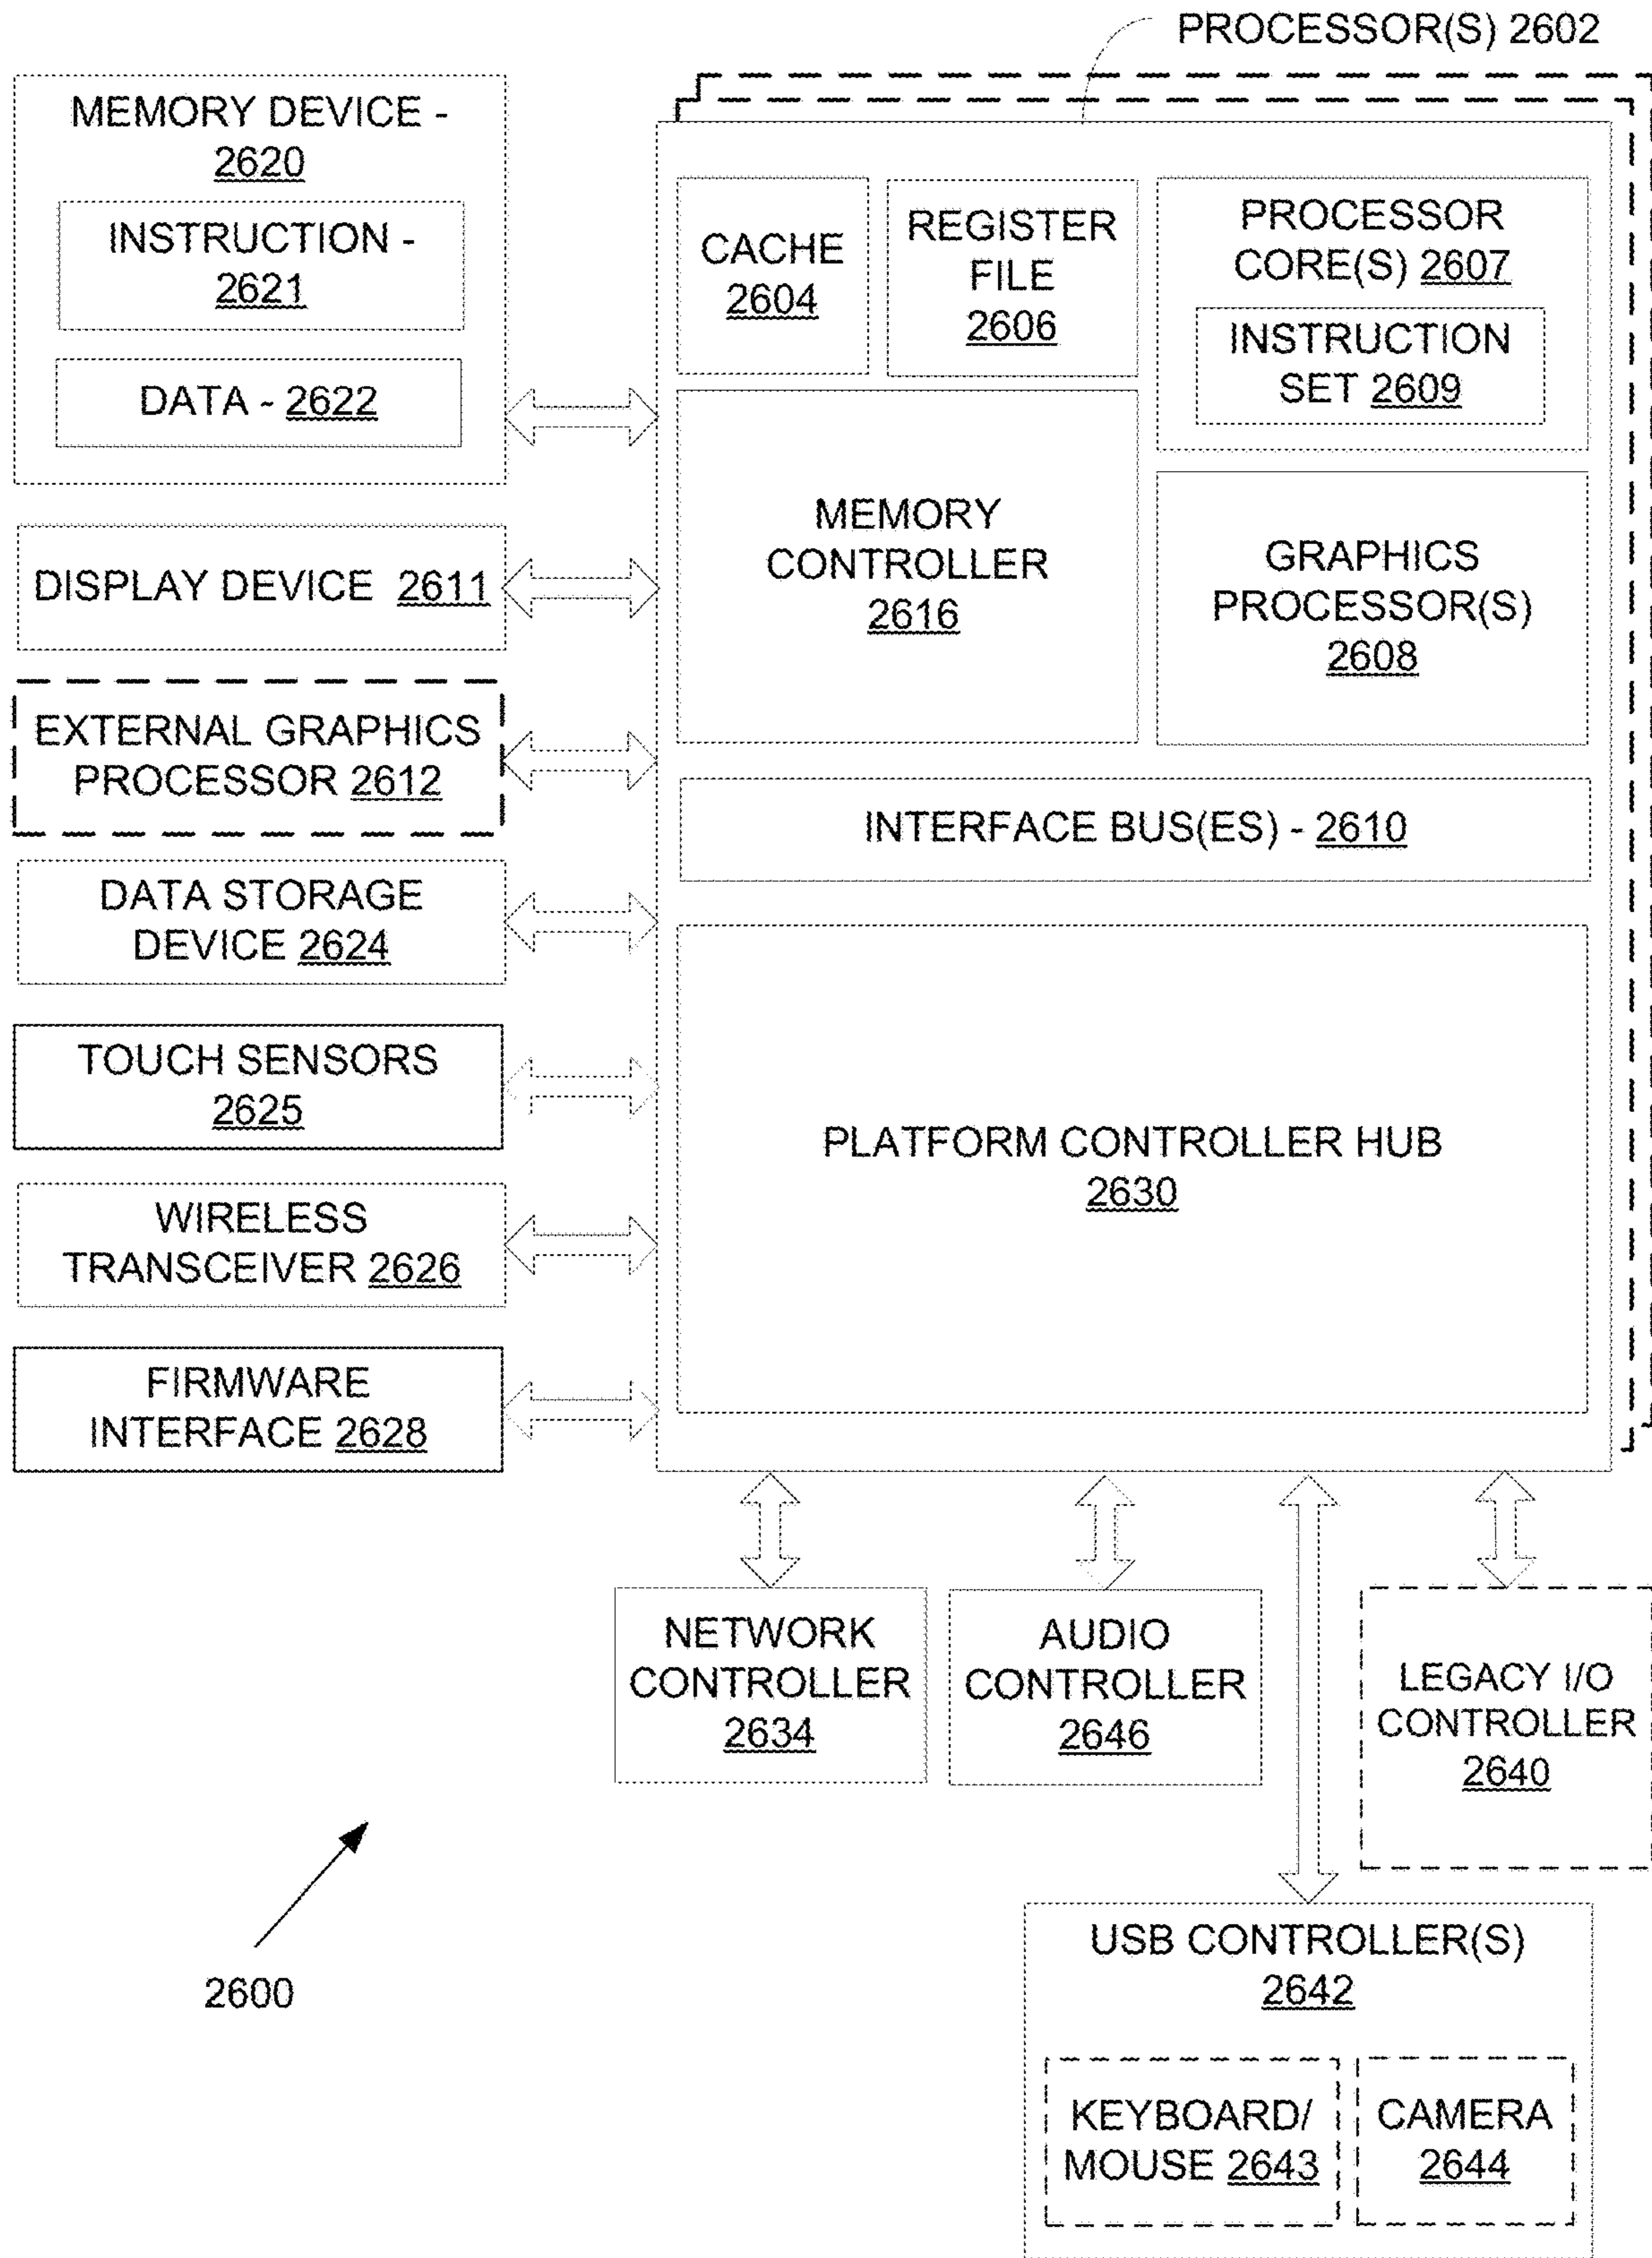 PROCESSOR(S) 2602
MEMORY DEVICE -
2620
INSTRUCTION -
2621
DATA - 2622
DISPLAY DEVICE 2611
EXTERNAL GRAPHICS
PROCESSOR 2612
DATA STORAGE
DEVICE 2624
TOUCH SENSORS
2625
WIRELESS
TRANSCEIVER 2626
FIRMWARE
INTERFACE 2628
CACHE
2604
REGISTER
FILE
2606
PROCESSOR
CORE(S) 2607
INSTRUCTION
SET 2609
MEMORY
CONTROLLER
2616
GRAPHICS
PROCESSOR(S)
2608
INTERFACE BUS(ES) - 2610
PLATFORM CONTROLLER HUB
2630
NETWORK
CONTROLLER
2634
AUDIO
CONTROLLER
2646
LEGACY I/O
CONTROLLER
2640
USB CONTROLLER(S)
2642
KEYBOARD/
MOUSE 2643
CAMERA
2644
2600